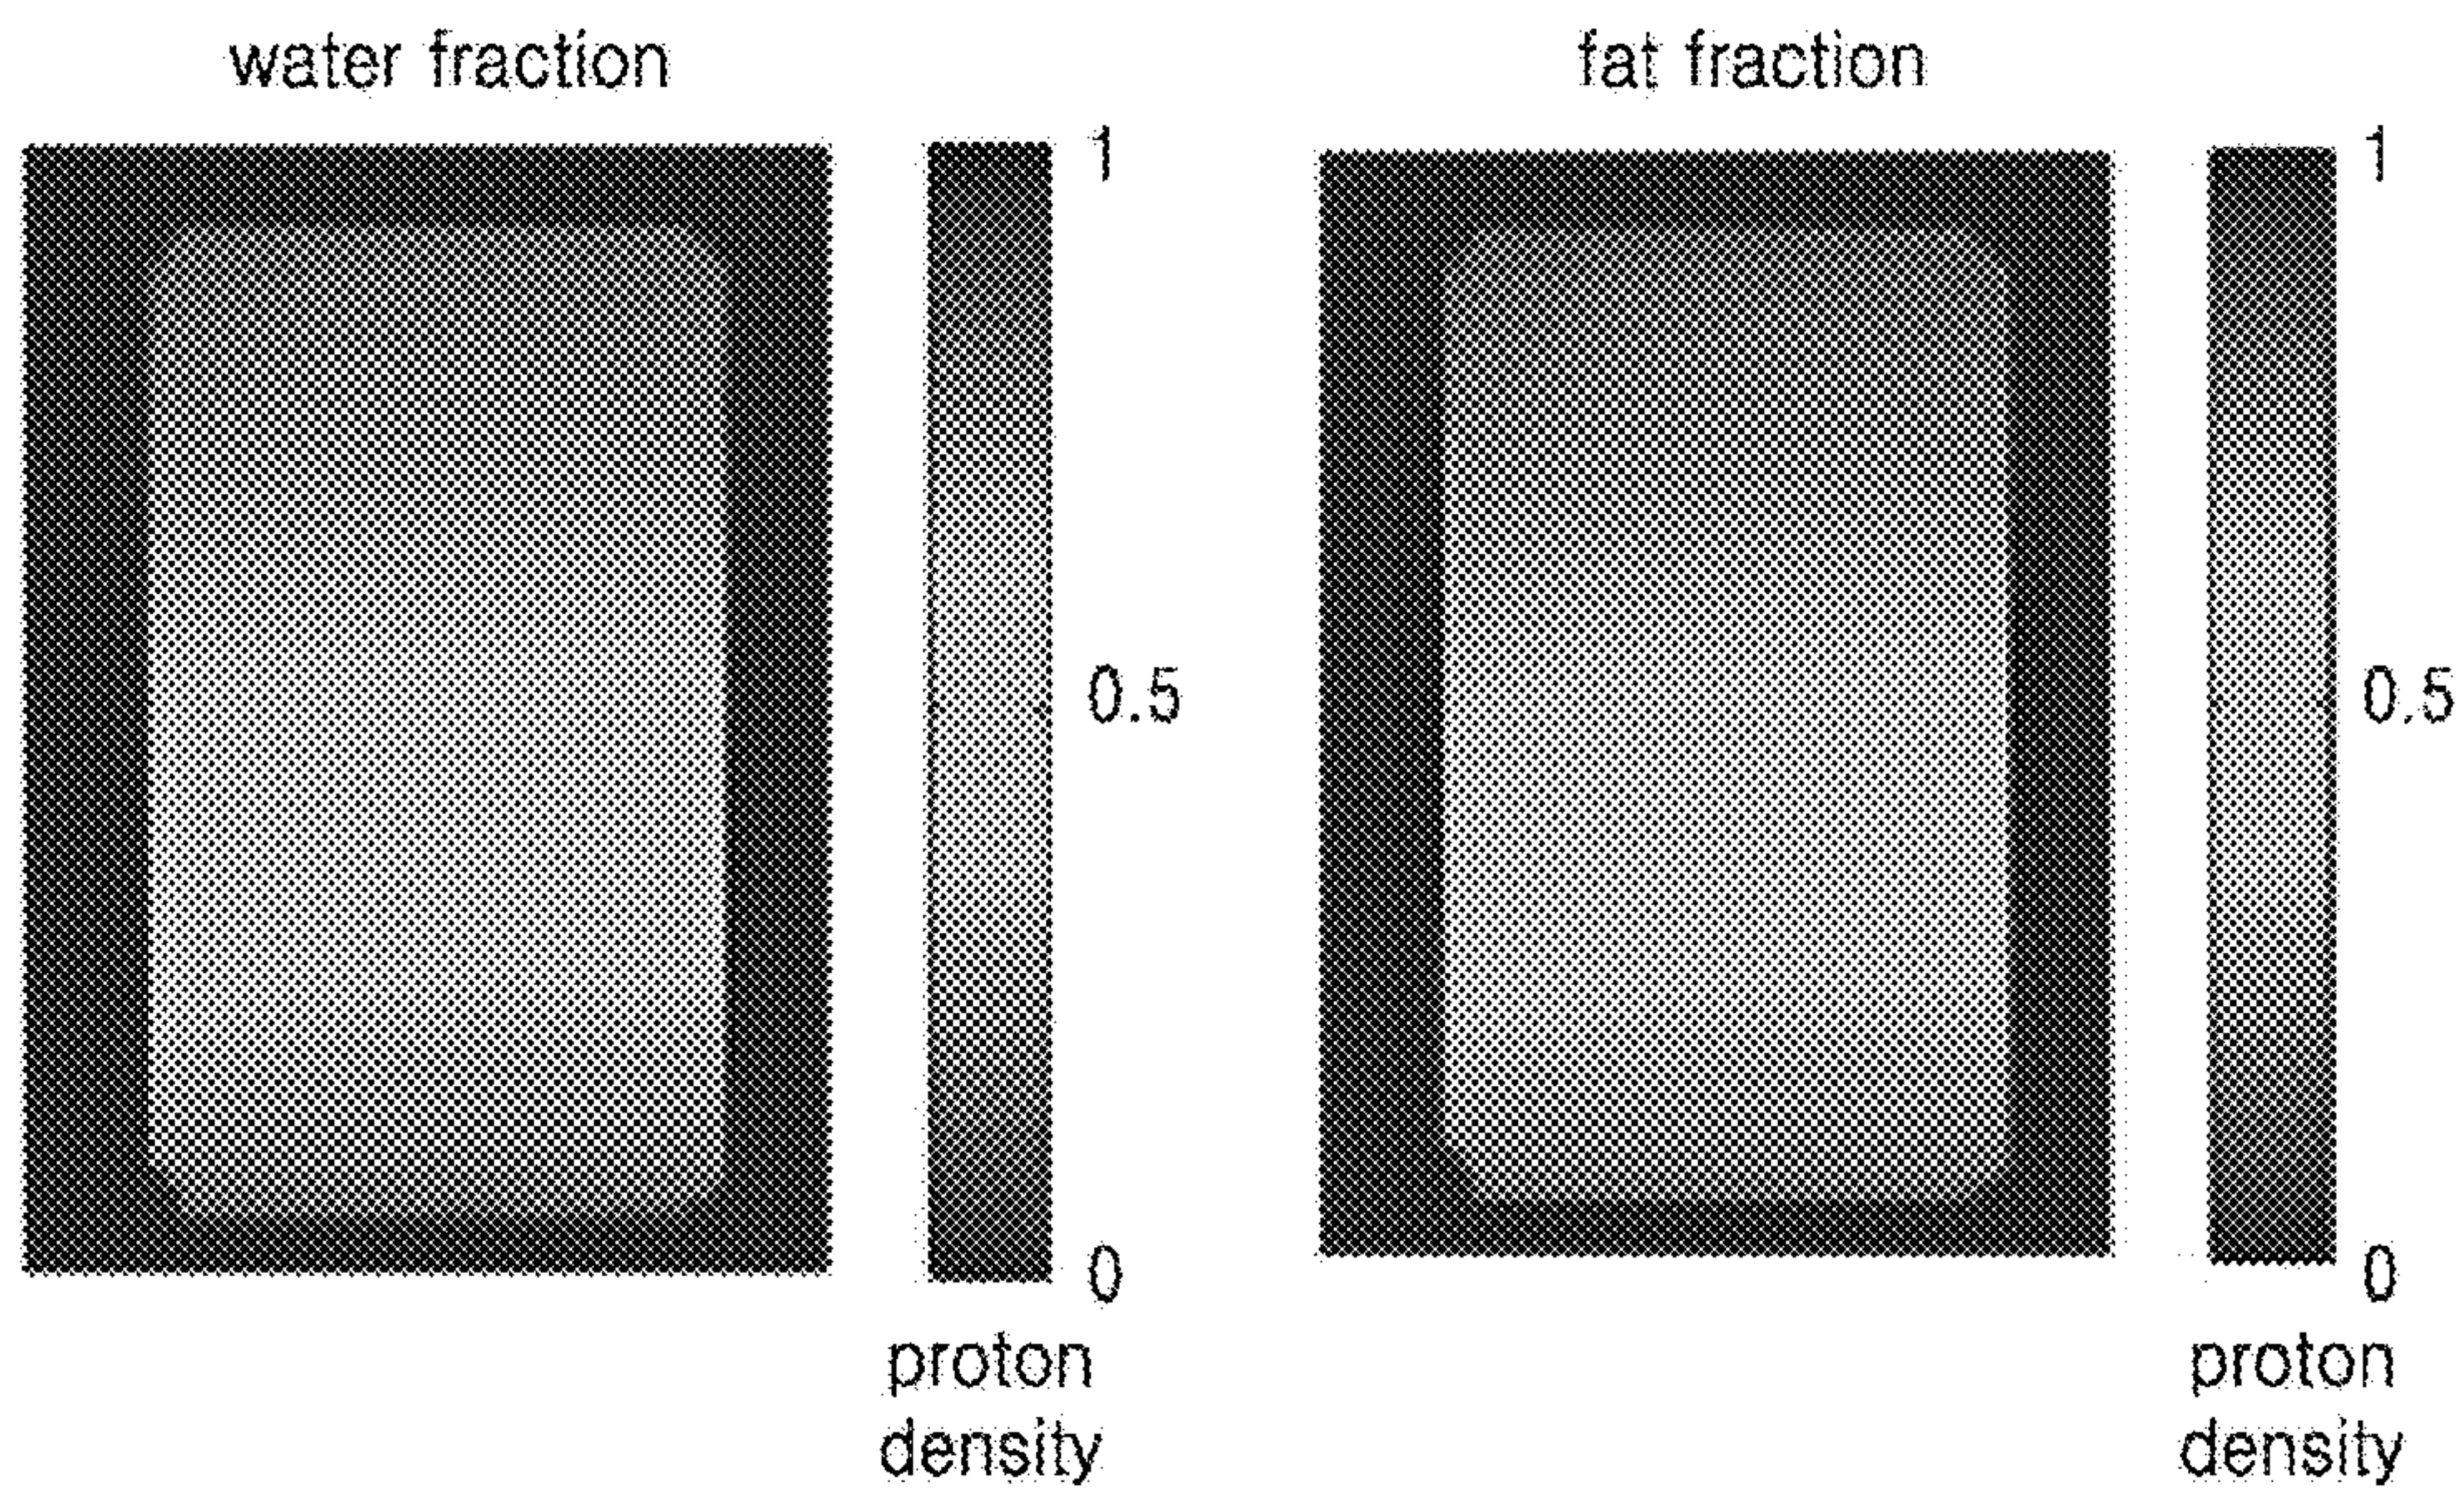 water fraction
fat fraction
1
0.5
0
proton
density
1
0.5
0
proton
density